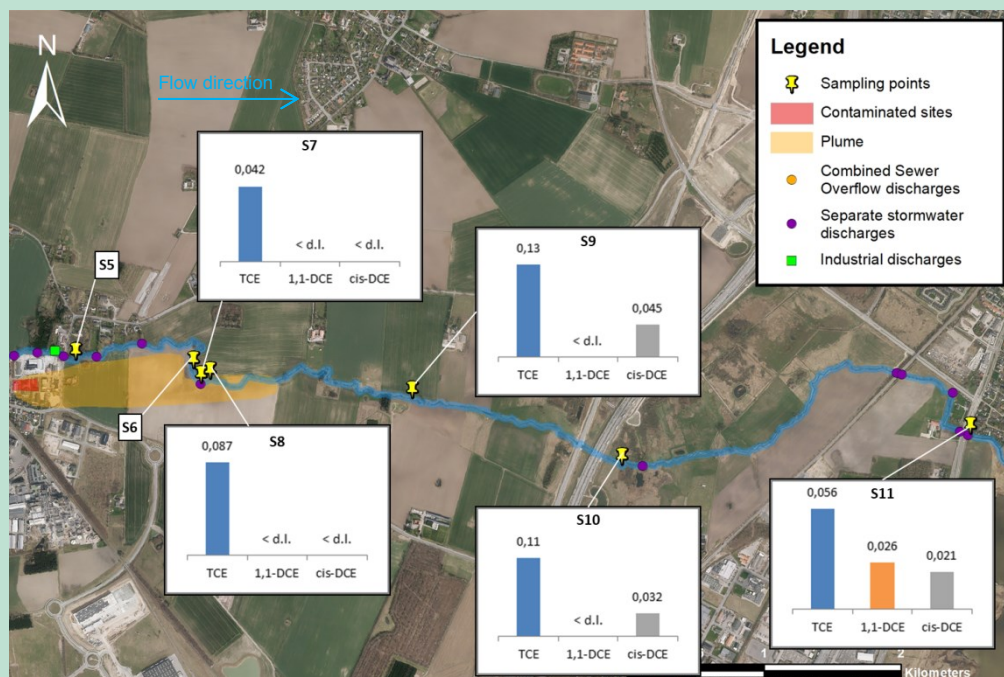 N
Flow direction
Legend
Sampling points
Contaminated sites
Plume
Combined Sewer
Overflow discharges
Separate stormwater
discharges
Industrial discharges
S7
0,042
< d.l.
< d.l.
TCE
1,1-DCE
cis-DCE
S5
S9
0,13
< d.l.
0,045
TCE
1,1-DCE
cis-DCE
S6
S8
0,087
< d.l.
< d.l.
TCE
1,1-DCE
cis-DCE
S10
0,11
< d.l.
0,032
TCE
1,1-DCE
cis-DCE
S11
0,056
0,026
0,021
TCE
1,1-DCE
cis-DCE
1
2
Kilometers